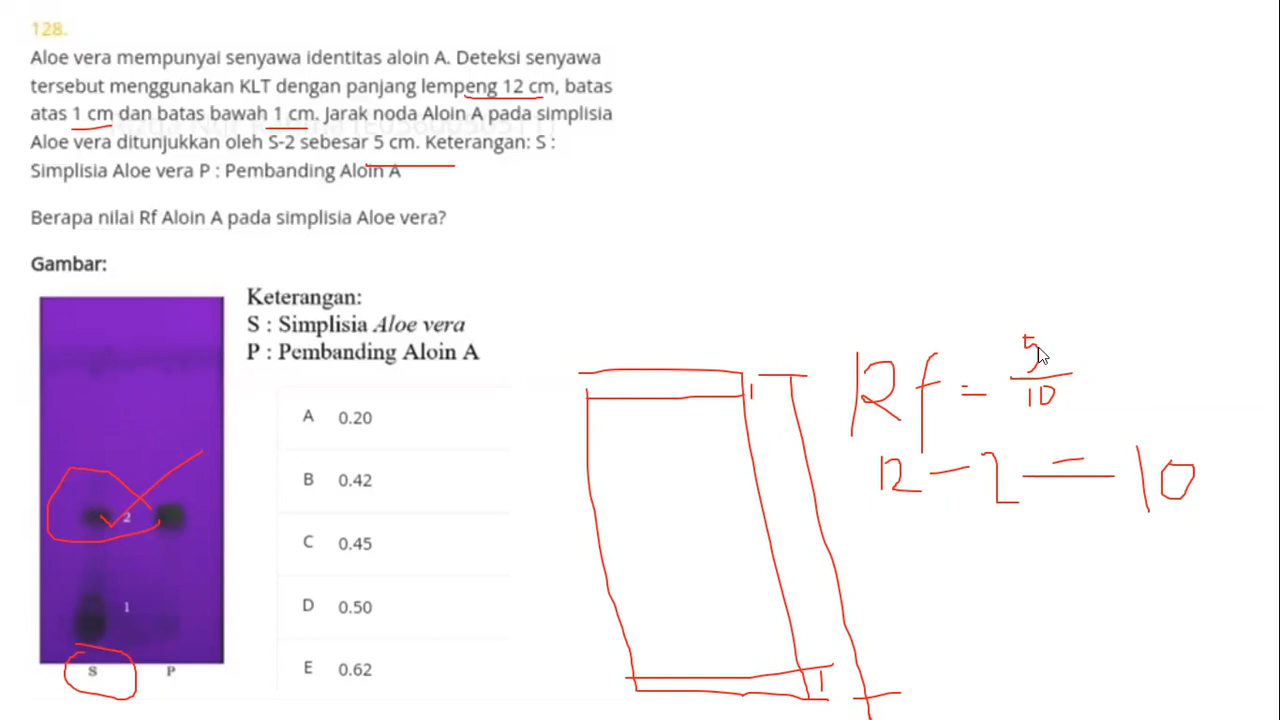 128.
Aloe vera mempunyai senyawa identitas aloin A. Deteksi senyawa
tersebut menggunakan KLT dengan panjang lempeng 12 cm, batas
atas 1 cm dan batas bawah 1 cm. Jarak noda Aloin A pada simplisia
Aloe vera ditunjukkan oleh S-2 sebesar 5 cm. Keterangan: S :
Simplisia Aloe vera P : Pembanding Aloin A
Berapa nilai Rf Aloin A pada simplisia Aloe vera?
Gambar:
Keterangan:
S : Simplisia Aloe vera
P : Pembanding Aloin A
2
1
S P
A 0.20
B 0.42
C 0.45
D 0.50
E 0.62
1
1
Rf = 5/10
12 - 2 = 10